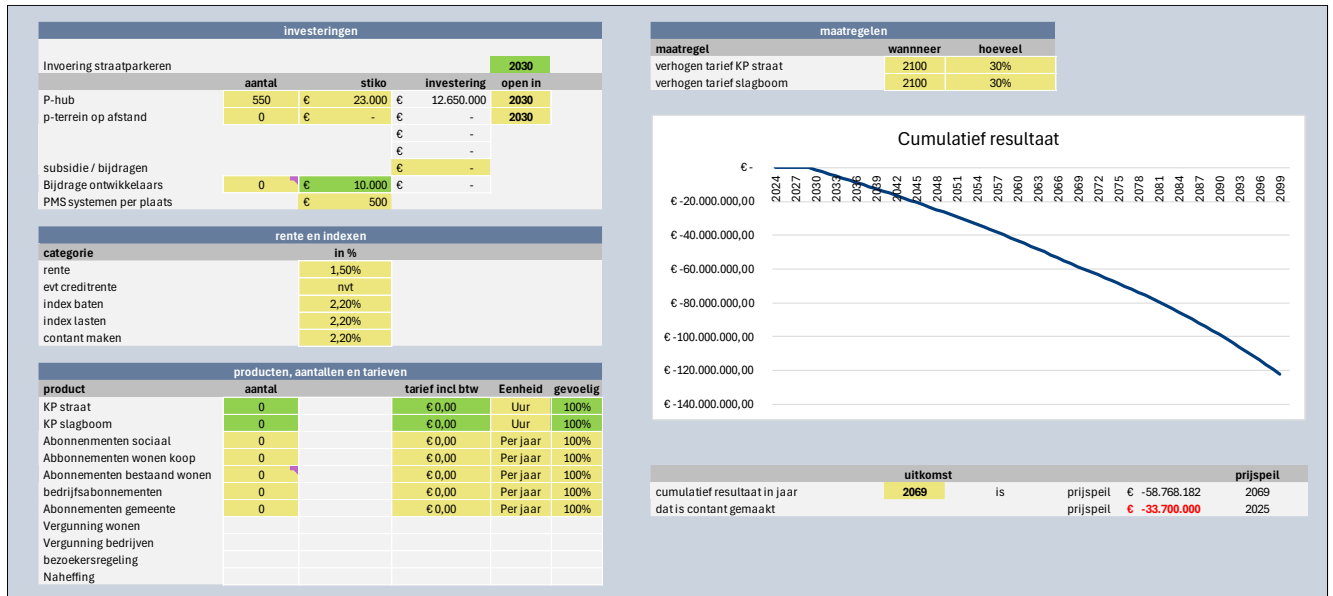 investeringen
Invoering straatparkeren 2030
aantal stiko investering open in
P-hub 550 € 23.000 € 12.650.000 2030
p-terrein op afstand 0 € - € - 2030
€ -
€ -
subsidie / bijdragen € -
Bijdrage ontwikkelaars 0 € 10.000 € -
PMS systemen per plaats € 500
rente en indexen
categorie in %
rente 1,50%
evt creditrente nvt
index baten 2,20%
index lasten 2,20%
contant maken 2,20%
producten, aantallen en tarieven
product aantal tarief incl btw Eenheid gevoelig
KP straat 0 € 0,00 Uur 100%
KP slagboom 0 € 0,00 Uur 100%
Abonnenmenten sociaal 0 € 0,00 Per jaar 100%
Abbonnementen wonen koop 0 € 0,00 Per jaar 100%
Abonnementen bestaand wonen 0 € 0,00 Per jaar 100%
bedrijfsabonnementen 0 € 0,00 Per jaar 100%
Abonnementen gemeente 0 € 0,00 Per jaar 100%
Vergunning wonen
Vergunning bedrijven
bezoekersregeling
Naheffing
maatregelen
maatregel wannneer hoeveel
verhogen tarief KP straat 2100 30%
verhogen tarief slagboom 2100 30%
Cumulatief resultaat
€ -
€ -20.000.000,00
€ -40.000.000,00
€ -60.000.000,00
€ -80.000.000,00
€ -100.000.000,00
€ -120.000.000,00
€ -140.000.000,00
2024 2027 2030 2033 2036 2039 2042 2045 2048 2051 2054 2057 2060 2063 2066 2069 2072 2075 2078 2081 2084 2087 2090 2093 2096 2099
uitkomst prijspeil
cumulatief resultaat in jaar 2069 is prijspeil € -58.768.182 2069
dat is contant gemaakt prijspeil € -33.700.000 2025